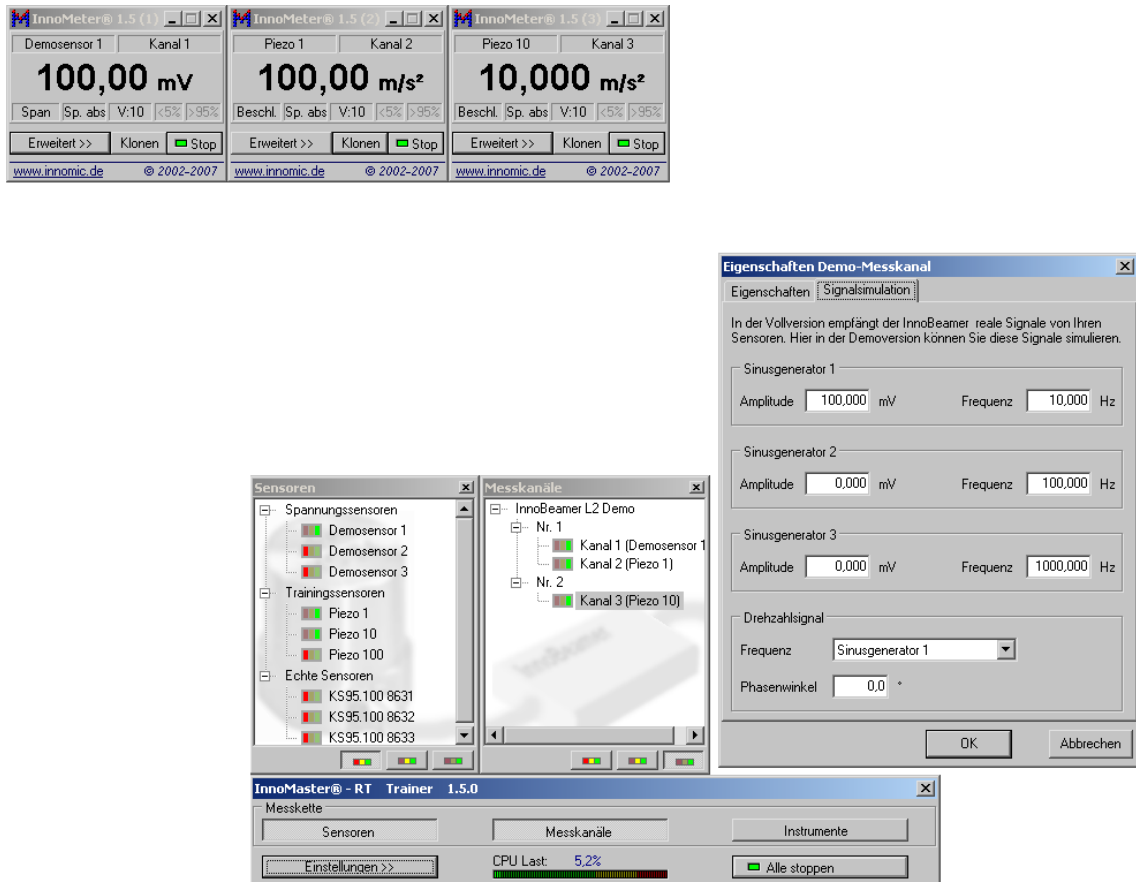 InnoMeter® 1.5 (1)
Demosensor 1 Kanal 1
100,00 mV
Span Sp. abs V:10 <5% >95%
Erweitert >> Klonen Stop
www.innomic.de © 2002-2007
InnoMeter® 1.5 (2)
Piezo 1 Kanal 2
100,00 m/s²
Beschl. Sp. abs V:10 <5% >95%
Erweitert >> Klonen Stop
www.innomic.de © 2002-2007
InnoMeter® 1.5 (3)
Piezo 10 Kanal 3
10,000 m/s²
Beschl. Sp. abs V:10 <5% >95%
Erweitert >> Klonen Stop
www.innomic.de © 2002-2007
Eigenschaften Demo-Messkanal
Eigenschaften Signalsimulation
In der Vollversion empfängt der InnoBeamer reale Signale von Ihren
Sensoren. Hier in der Demoversion können Sie diese Signale simulieren.
Sinusgenerator 1
Amplitude 100,000 mV Frequenz 10,000 Hz
Sinusgenerator 2
Amplitude 0,000 mV Frequenz 100,000 Hz
Sinusgenerator 3
Amplitude 0,000 mV Frequenz 1000,000 Hz
Drehzahlsignal
Frequenz Sinusgenerator 1
Phasenwinkel 0,0 °
OK Abbrechen
Sensoren
Spannungssensoren
Demosensor 1
Demosensor 2
Demosensor 3
Trainingssensoren
Piezo 1
Piezo 10
Piezo 100
Echte Sensoren
KS95.100 8631
KS95.100 8632
KS95.100 8633
Messkanäle
InnoBeamer L2 Demo
Nr. 1
Kanal 1 (Demosensor 1
Kanal 2 (Piezo 1)
Nr. 2
Kanal 3 (Piezo 10)
InnoBeamer
InnoMaster® - RT Trainer 1.5.0
Messkette
Sensoren Messkanäle Instrumente
Einstellungen >> CPU Last: 5,2% Alle stoppen